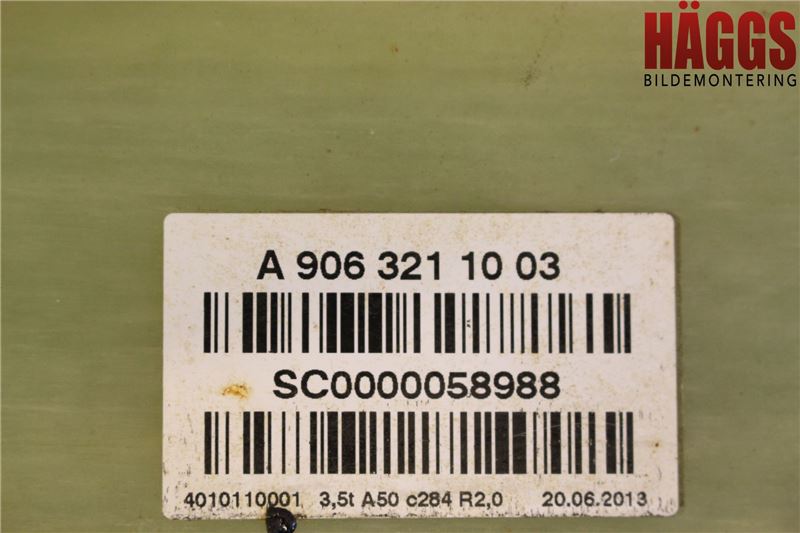 HÄGGS
BILDEMONTERING
A 906 321 10 03
SC0000058988
4010110001 3,5t A50 c284 R2,0 20.06.2013